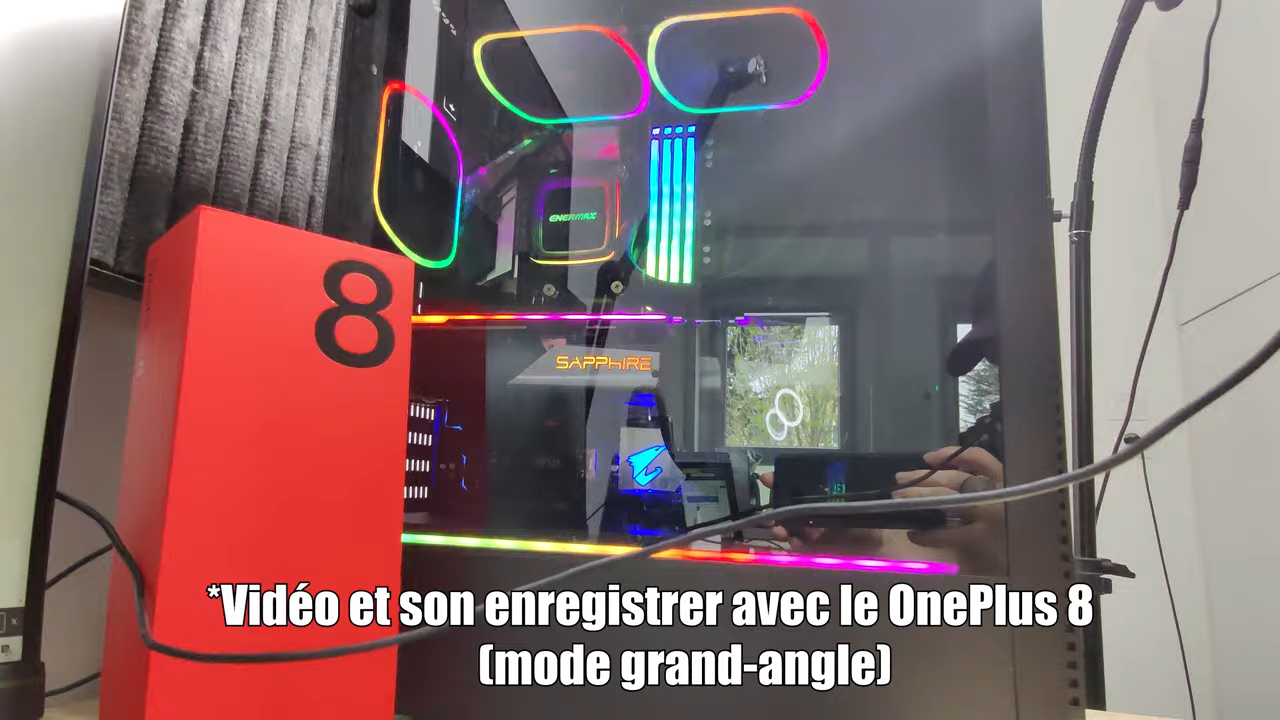 ENERMAX
8
SAPPHIRE
*Vidéo et son enregistrer avec le OnePlus 8
(mode grand-angle)